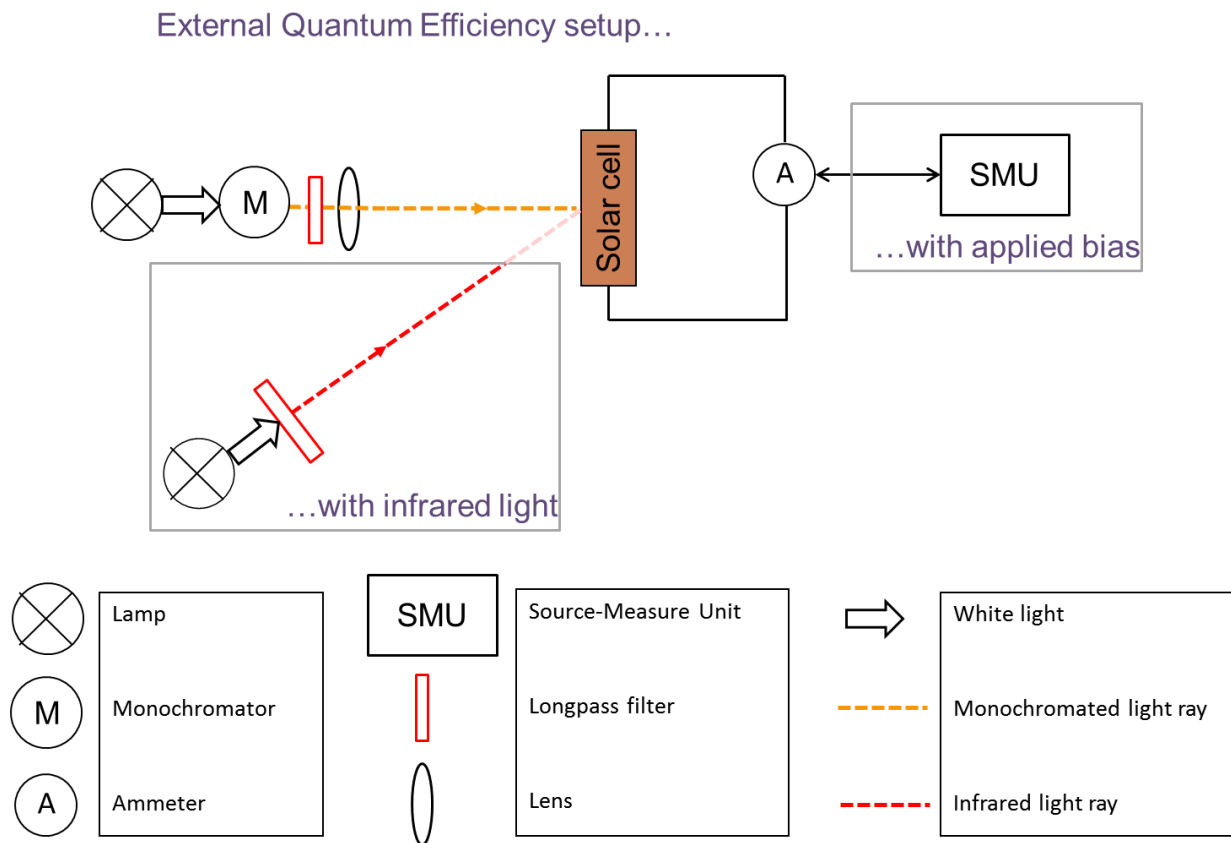 External Quantum Efficiency setup…
M
Solar cell
A
SMU
…with applied bias
…with infrared light
Lamp
SMU
Source-Measure Unit
White light
M
Monochromator
Longpass filter
Monochromated light ray
A
Ammeter
Lens
Infrared light ray